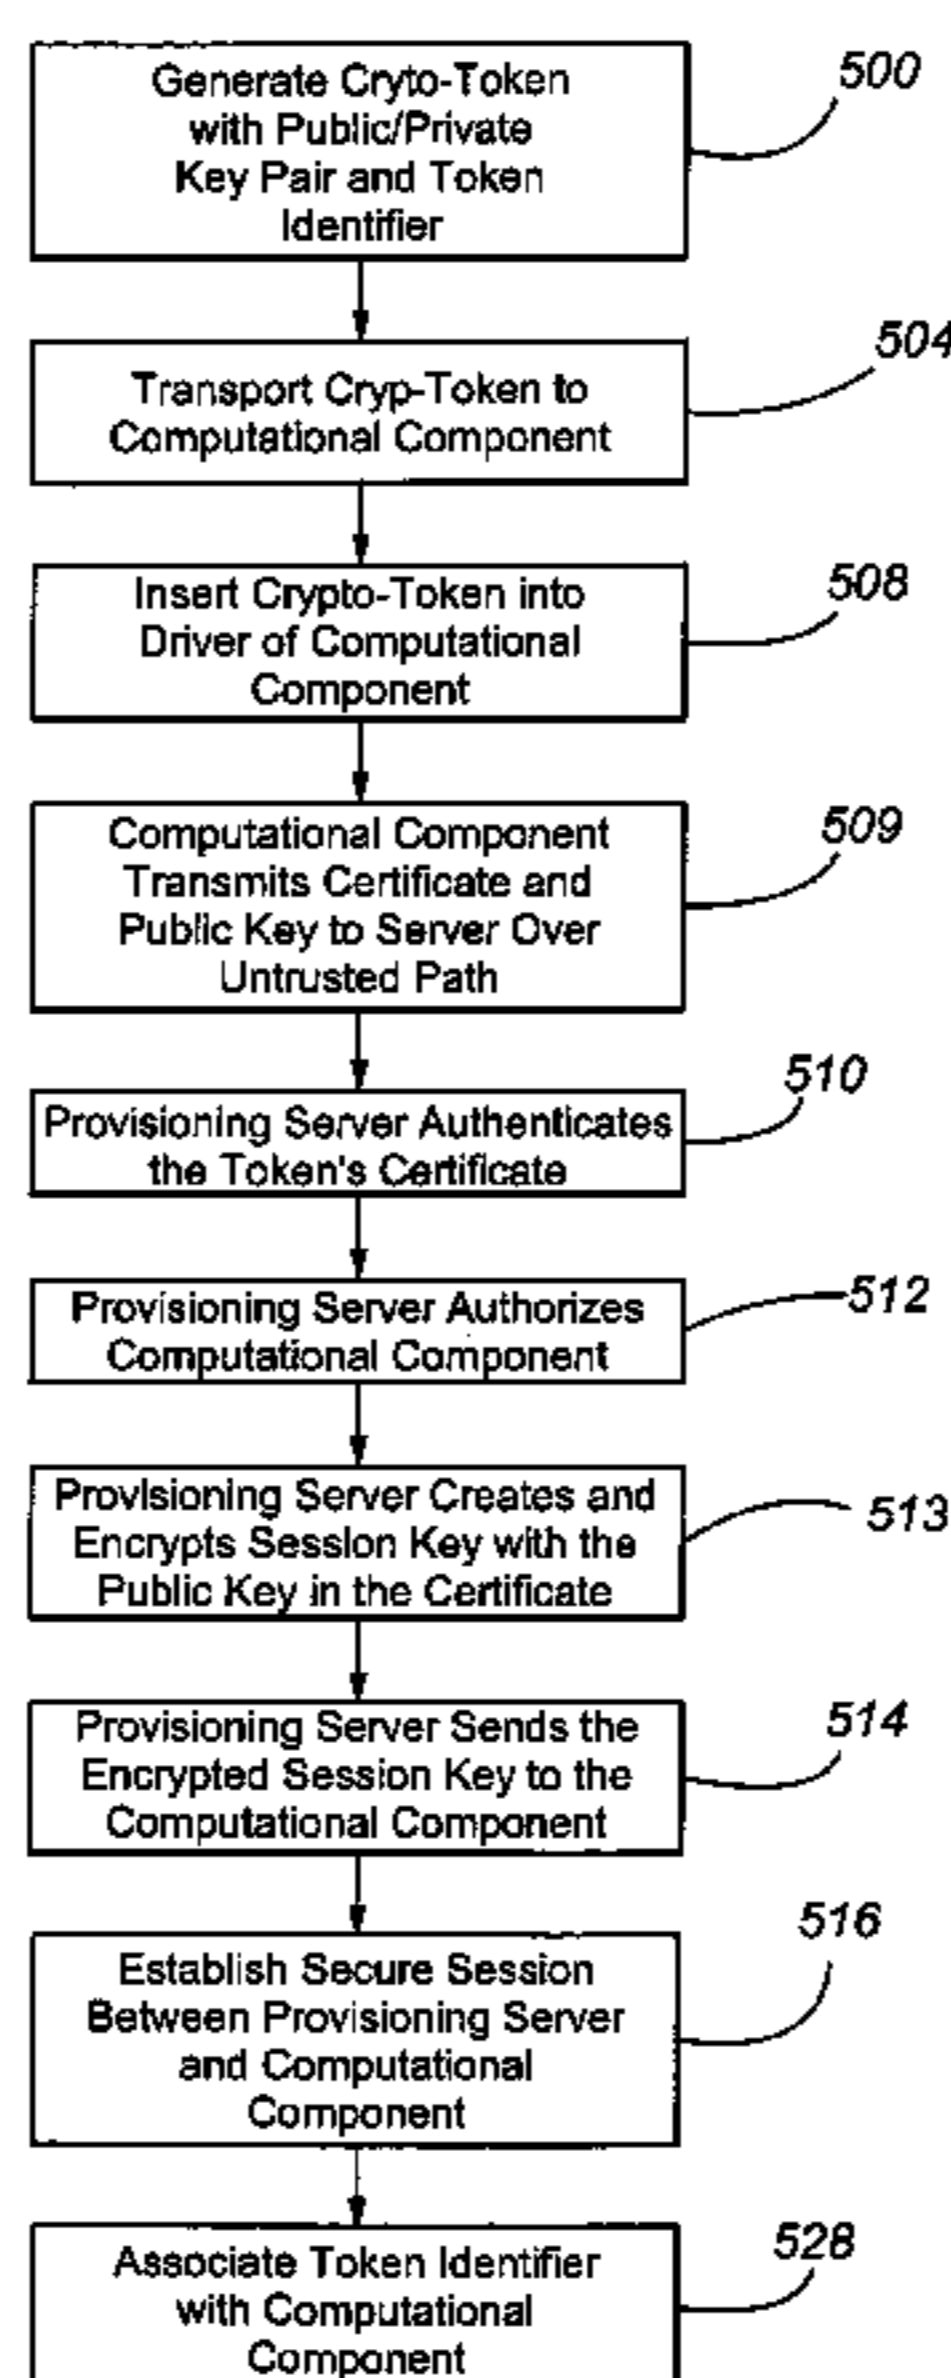 Generate Cryto-Token
with Public/Private
Key Pair and Token
Identifier
500
Transport Cryp-Token to
Computational Component
504
Insert Crypto-Token into
Driver of Computational
Component
508
Computational Component
Transmits Certificate and
Public Key to Server Over
Untrusted Path
509
Provisioning Server Authenticates
the Token's Certificate
510
Provisioning Server Authorizes
Computational Component
512
Provisioning Server Creates and
Encrypts Session Key with the
Public Key in the Certificate
513
Provisioning Server Sends the
Encrypted Session Key to the
Computational Component
514
Establish Secure Session
Between Provisioning Server
and Computational
Component
516
Associate Token Identifier
with Computational
Component
528